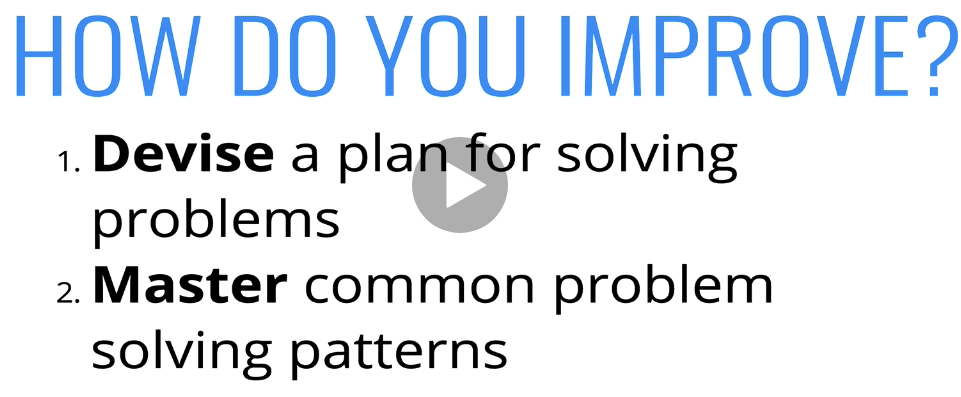 HOW DO YOU IMPROVE?
1. Devise a plan for solving
problems
2. Master common problem
solving patterns